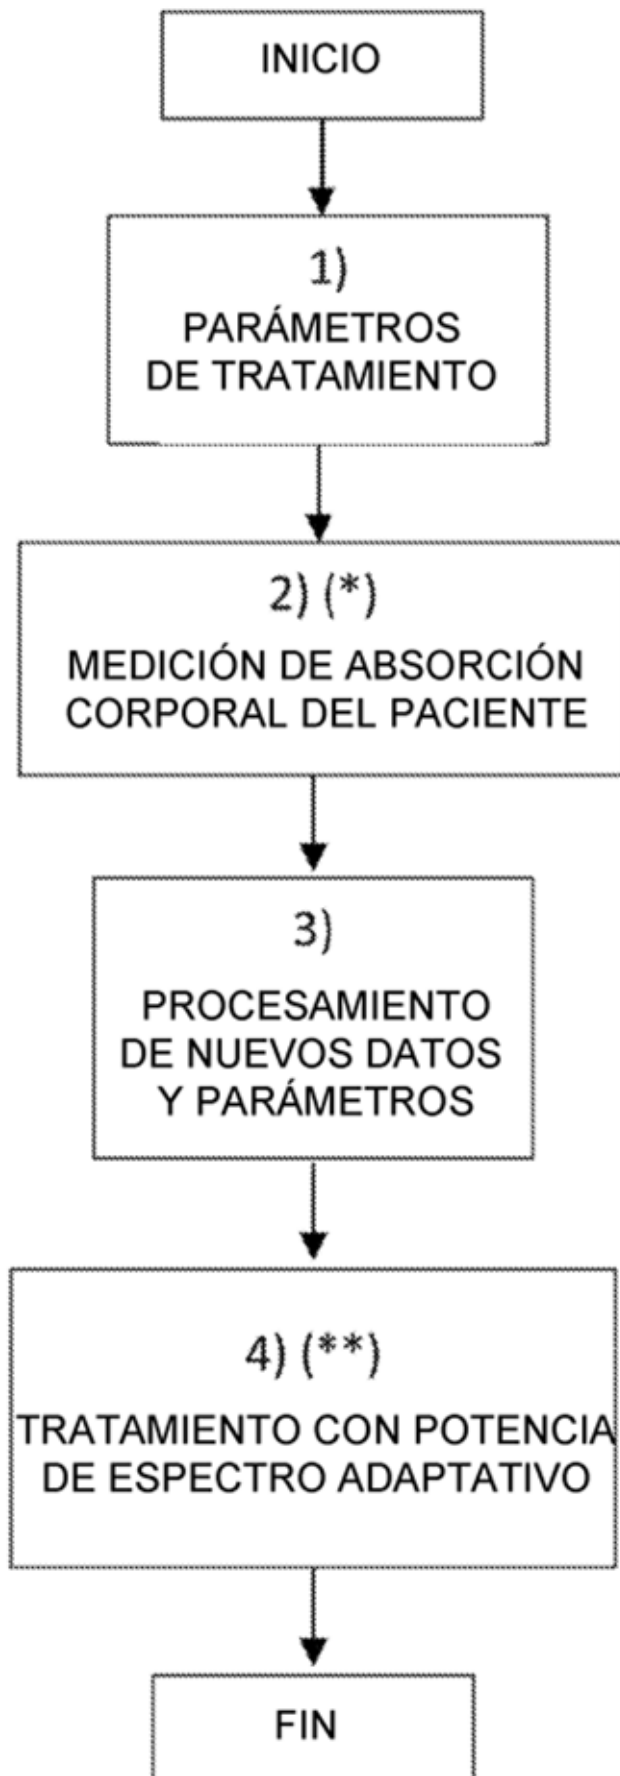 INICIO
1)
PARÁMETROS
DE TRATAMIENTO
2) (*)
MEDICIÓN DE ABSORCIÓN
CORPORAL DEL PACIENTE
3)
PROCESAMIENTO
DE NUEVOS DATOS
Y PARÁMETROS
4) (**)
TRATAMIENTO CON POTENCIA
DE ESPECTRO ADAPTATIVO
FIN